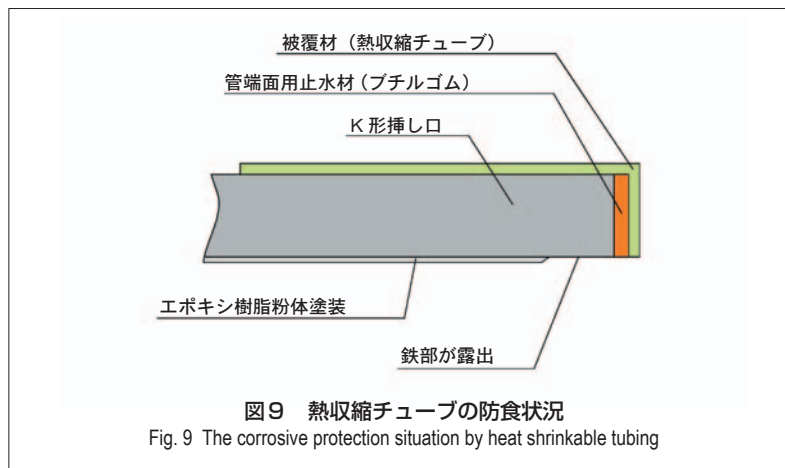 被覆材（熱収縮チューブ）
管端面用止水材（ブチルゴム）
K形挿し口
エポキシ樹脂粉体塗装
鉄部が露出
図9　熱収縮チューブの防食状況
Fig. 9 The corrosive protection situation by heat shrinkable tubing